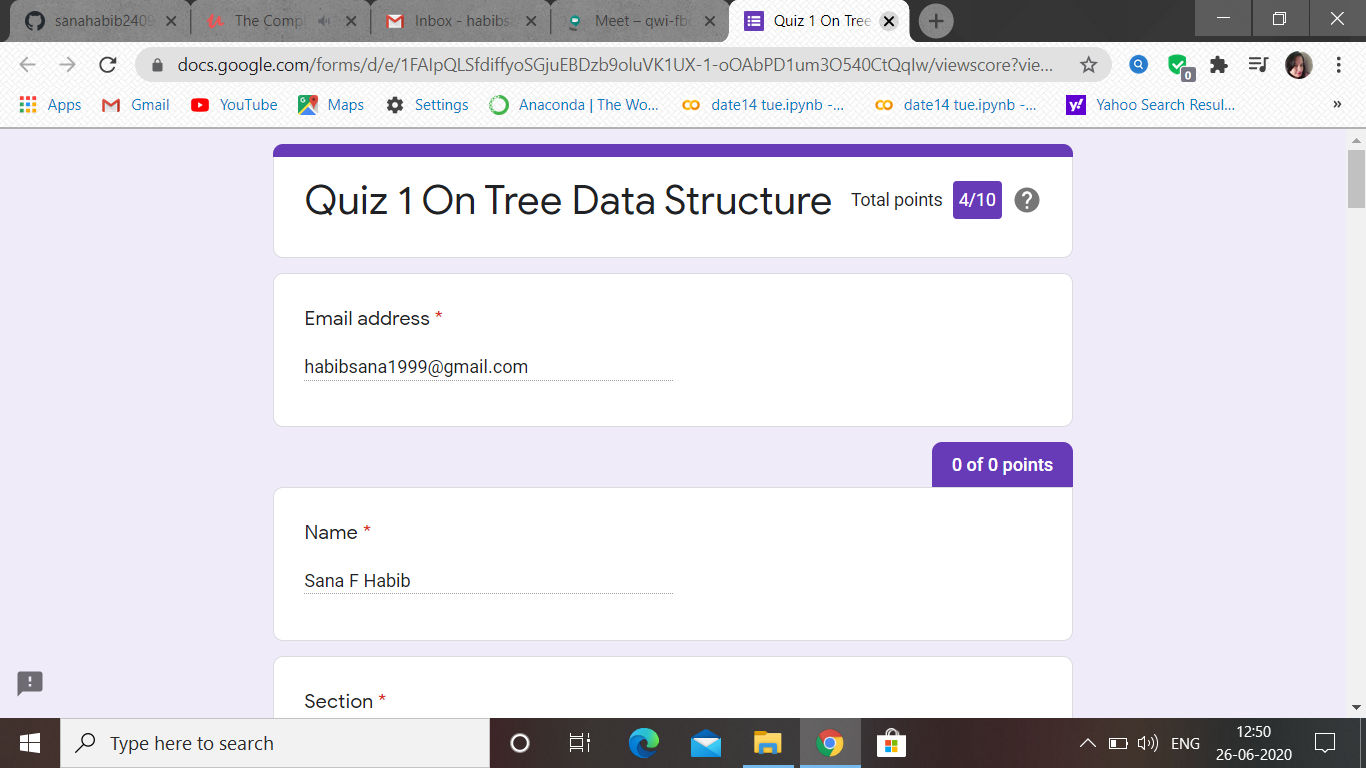 sanahabib2409
The Compl
Inbox - habibsa
Meet – qwi-fb
Quiz 1 On Tree
docs.google.com/forms/d/e/1FAIpQLSfdiffyoSGjuEBDzb9oluVK1UX-1-oOAbPD1um3O540CtQqIw/viewscore?vie...
0
Apps
Gmail
YouTube
Maps
Settings
Anaconda | The Wo...
date14 tue.ipynb -...
date14 tue.ipynb -...
Yahoo Search Resul...
»
Quiz 1 On Tree Data Structure
Total points 4/10
Email address *
habibsana1999@gmail.com
0 of 0 points
Name *
Sana F Habib
Section *
Type here to search
ENG
12:50
26-06-2020